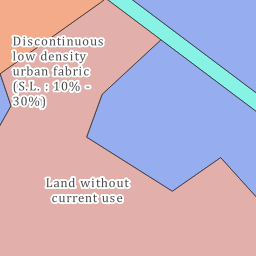 Discontinuous
low density
urban fabric
(S.L. : 10% -
30%)
Land without
current use